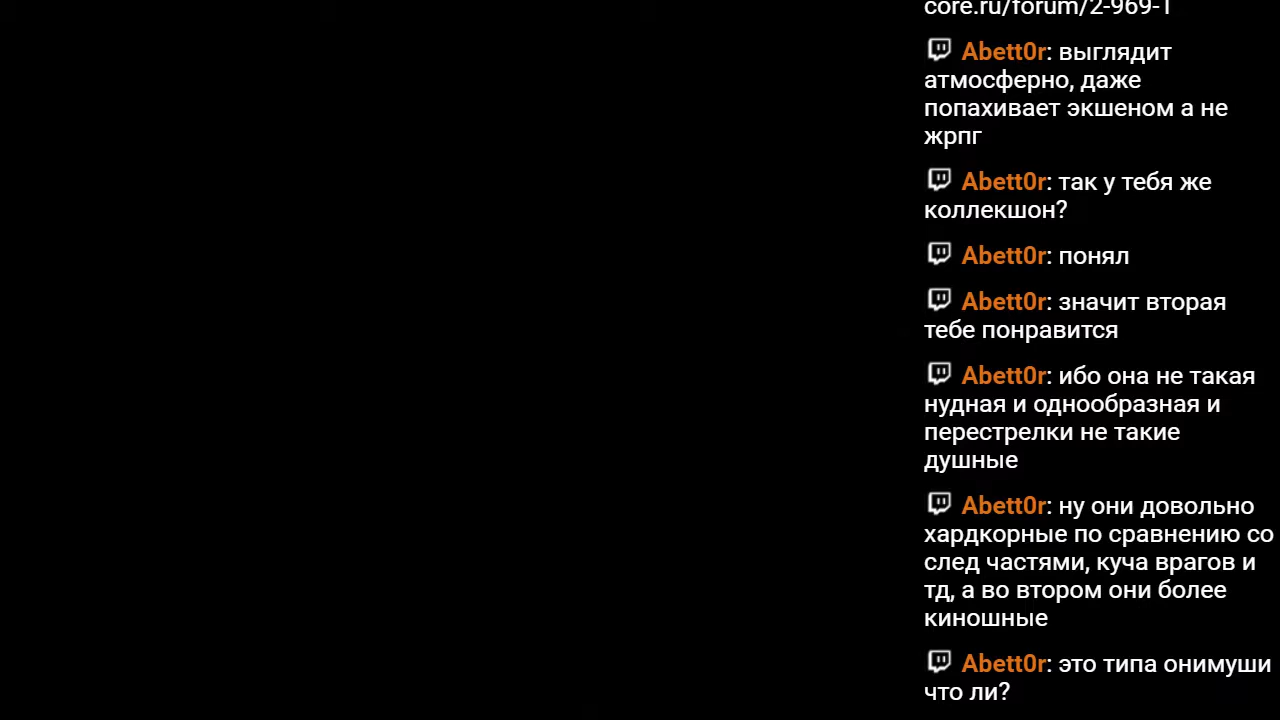 core.ru/forum/2-969-1
Abett0r: выглядит
атмосферно, даже
попахивает экшеном а не
жрпг
Abett0r: так у тебя же
коллекшон?
Abett0r: понял
Abett0r: значит вторая
тебе понравится
Abett0r: ибо она не такая
нудная и однообразная и
перестрелки не такие
душные
Abett0r: ну они довольно
хардкорные по сравнению со
след частями, куча врагов и
тд, а во втором они более
киношные
Abett0r: это типа онимуши
что ли?